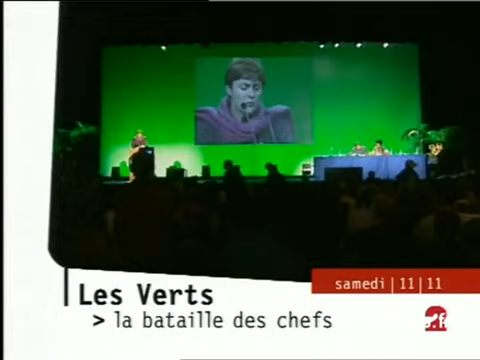 samedi | 11 | 11
Les Verts
> la bataille des chefs